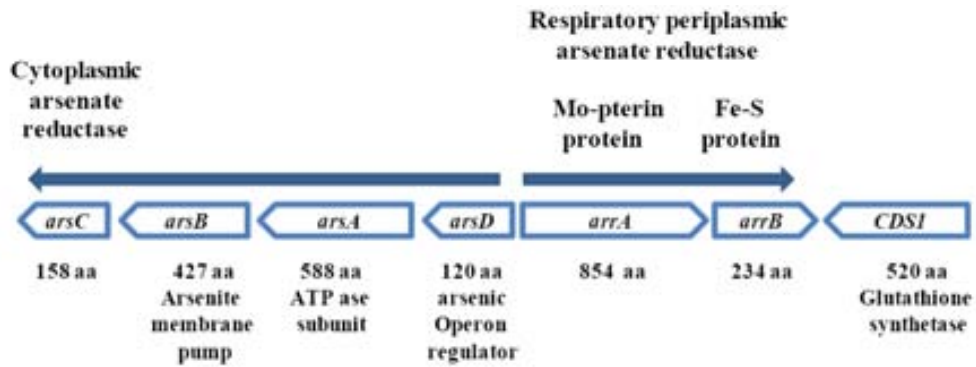 Respiratory periplasmic
arsenate reductase
Cytoplasmic
arsenate
reductase
Mo-pterin
protein
Fe-S
protein
arsC
arsB
arsA
arsD
arrA
arrB
CDS1
158 aa
427 aa
Arsenite
membrane
pump
588 aa
ATP ase
subunit
120 aa
arsenic
Operon
regulator
854 aa
234 aa
520 aa
Glutathione
synthetase